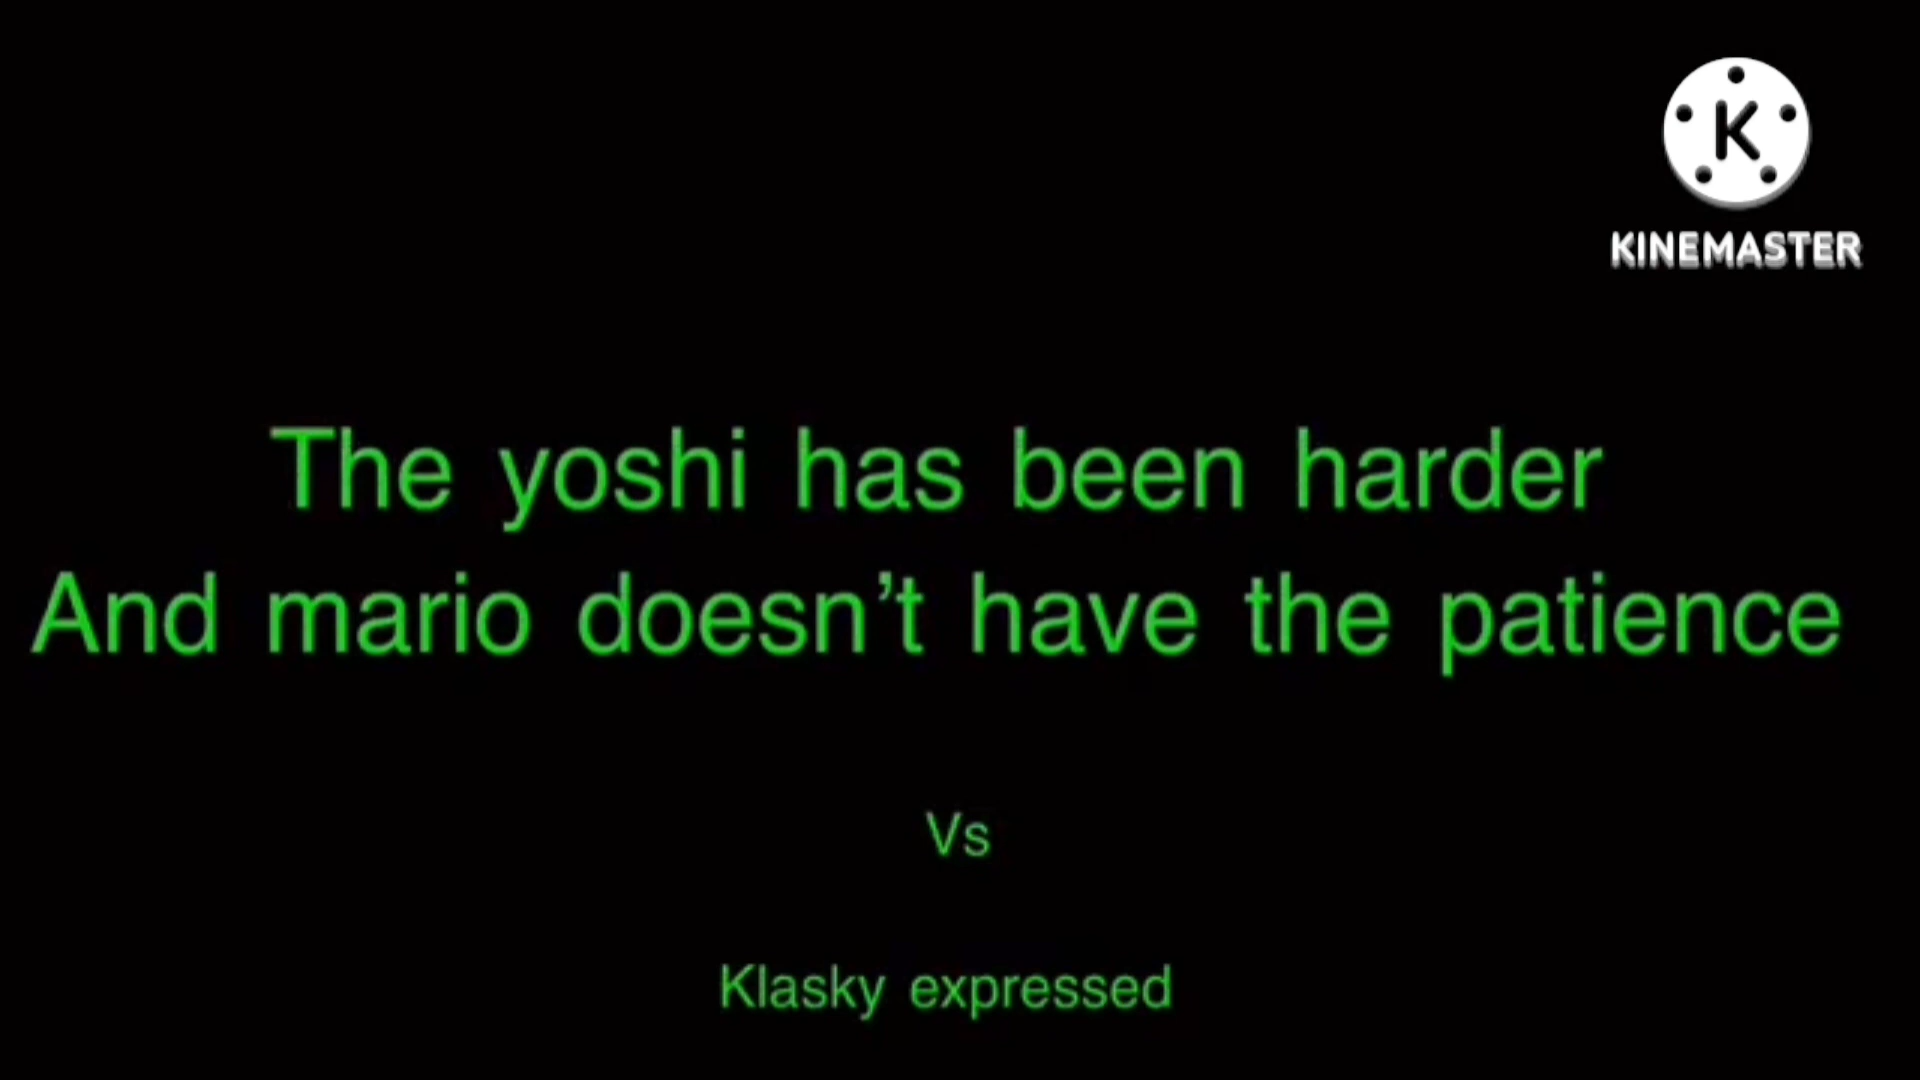 K
KINEMASTER
The yoshi has been harder
And mario doesn't have the patience
Vs
Klasky expressed